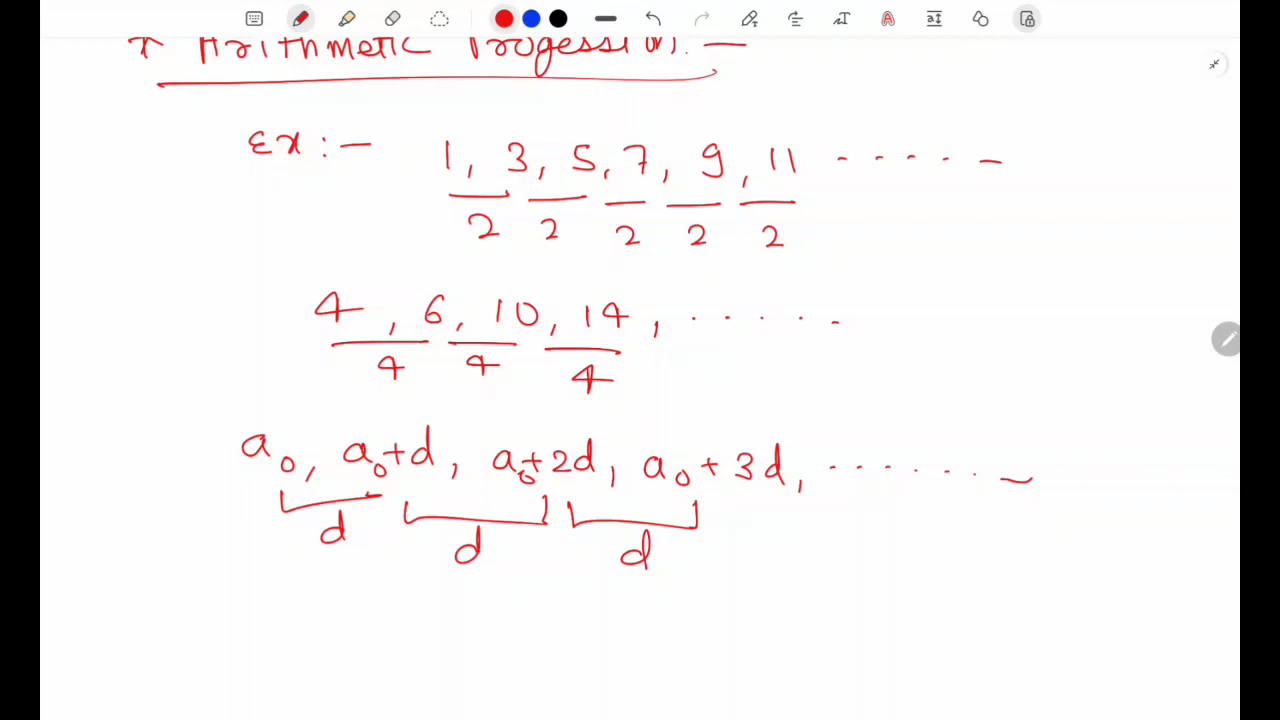 * Arithmetic Progession :-
Ex :- 1, 3, 5, 7, 9, 11 ..... -
2 2 2 2 2
4, 6, 10, 14, .....
4 4 4
a₀, a₀+d, a₀+2d, a₀+3d, ....... -
d d d